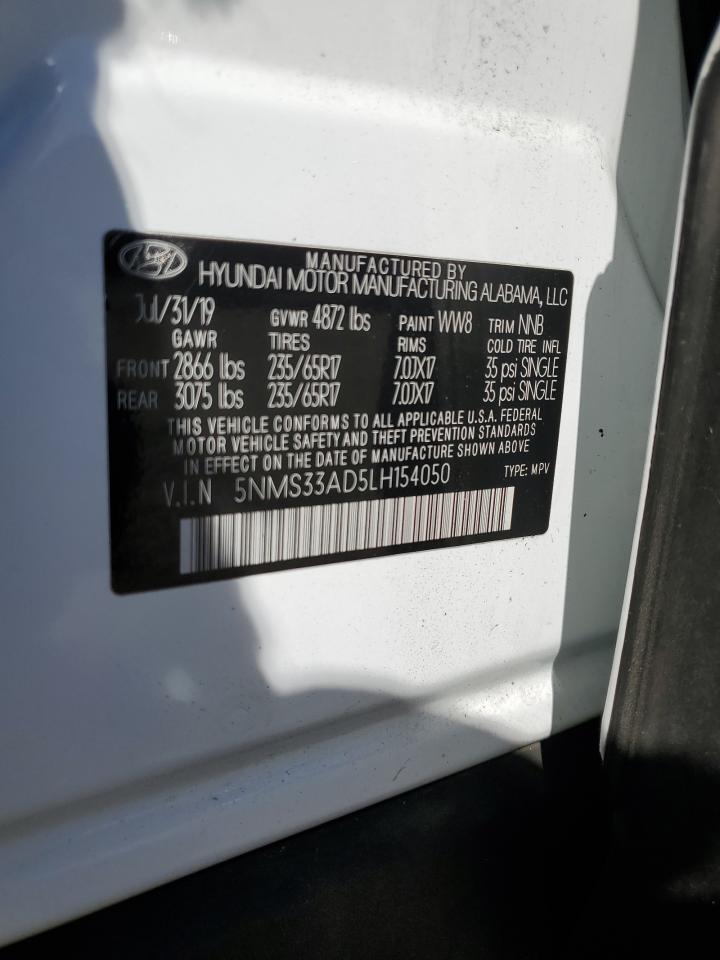 MANUFACTURED BY
HYUNDAI MOTOR MANUFACTURING ALABAMA, LLC
Jul/31/19 GVWR 4872 lbs PAINT WW8 TRIM NNB
GAWR TIRES RIMS COLD TIRE INFL
FRONT 2866 lbs 235/65R17 7.0JX17 35 psi SINGLE
REAR 3075 lbs 235/65R17 7.0JX17 35 psi SINGLE
THIS VEHICLE CONFORMS TO ALL APPLICABLE U.S.A. FEDERAL
MOTOR VEHICLE SAFETY AND THEFT PREVENTION STANDARDS
IN EFFECT ON THE DATE OF MANUFACTURE SHOWN ABOVE
V.I.N 5NMS33AD5LH154050 TYPE: MPV